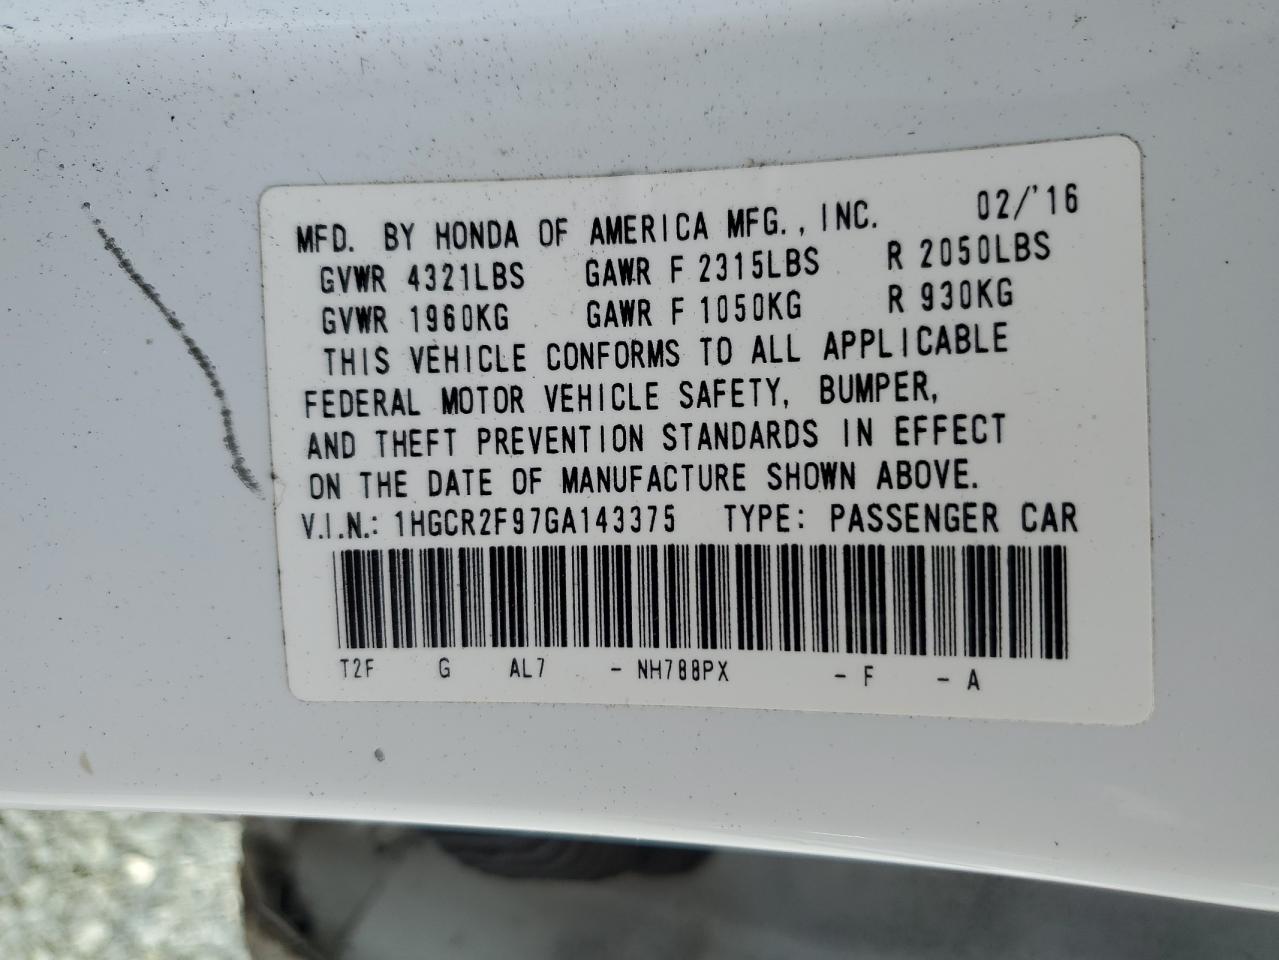 MFD. BY HONDA OF AMERICA MFG., INC. 02/'16
GVWR 4321LBS GAWR F 2315LBS R 2050LBS
GVWR 1960KG GAWR F 1050KG R 930KG
THIS VEHICLE CONFORMS TO ALL APPLICABLE
FEDERAL MOTOR VEHICLE SAFETY, BUMPER,
AND THEFT PREVENTION STANDARDS IN EFFECT
ON THE DATE OF MANUFACTURE SHOWN ABOVE.
V.I.N.: 1HGCR2F97GA143375 TYPE: PASSENGER CAR
T2F G AL7 - NH788PX - F - A